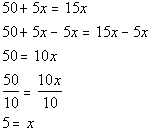 50 + 5x = 15x
50 + 5x - 5x = 15x - 5x
50 = 10x
50/10 = 10x/10
5 = x